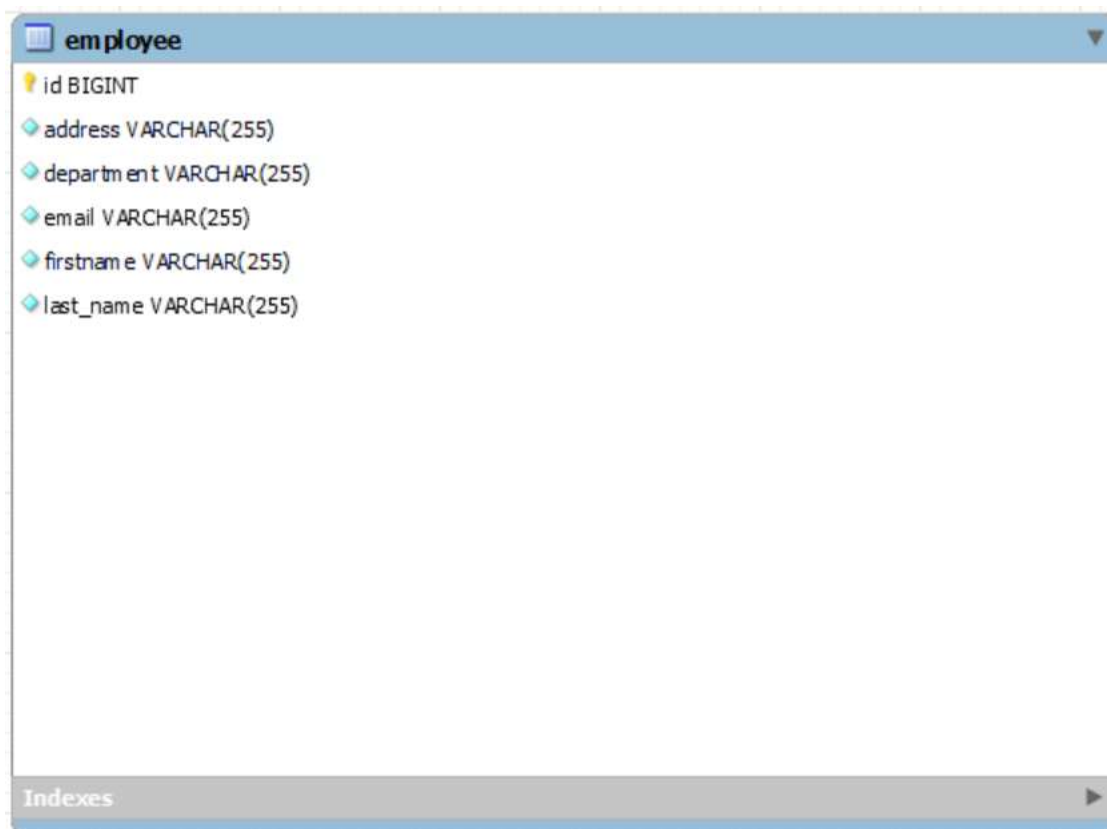 employee
id BIGINT
address VARCHAR(255)
department VARCHAR(255)
email VARCHAR(255)
firstname VARCHAR(255)
last_name VARCHAR(255)
Indexes